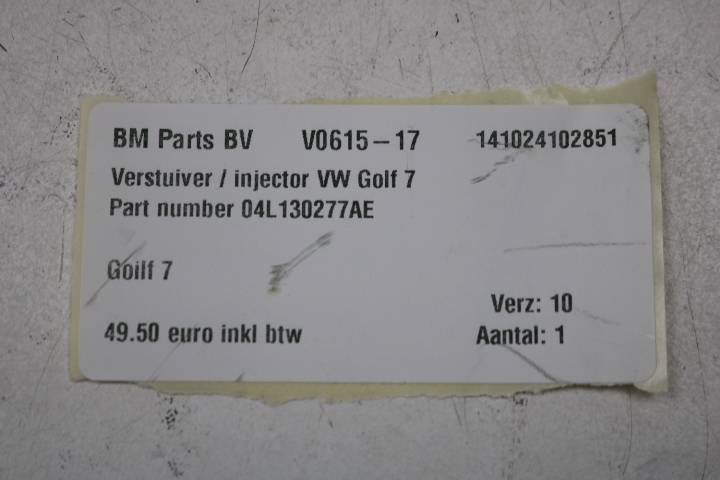 BM Parts BV V0615-17 141024102851
Verstuiver / injector VW Golf 7
Part number 04L130277AE
Goilf 7
Verz: 10
49.50 euro inkl btw Aantal: 1